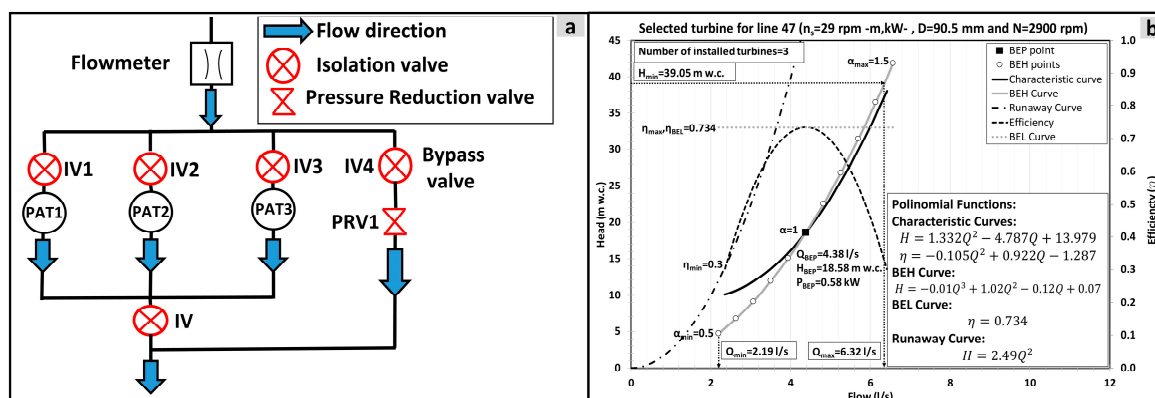 a
Flow direction
Isolation valve
Pressure Reduction valve
Flowmeter
IV1
IV2
IV3
IV4
Bypass
valve
PAT1
PAT2
PAT3
PRV1
IV
b
Selected turbine for line 47 (nₛ=29 rpm -m,kW- , D=90.5 mm and N=2900 rpm)
Number of installed turbines=3
Hmin=39.05 m w.c.
αmax=1.5
BEP point
BEH points
Characteristic curve
BEH Curve
Runaway Curve
Efficiency
BEL Curve
ηmax,ηBEL=0.734
α=1
QBEP=4.38 l/s
HBEP=18.58 m w.c.
PBEP=0.58 kW
ηmin=0.3
αmin=0.5
Qmin=2.19 l/s
Qmax=6.32 l/s
Polinomial Functions:
Characteristic Curves:
H = 1.332Q² − 4.787Q + 13.979
η = −0.105Q² + 0.922Q − 1.287
BEH Curve:
H = −0.01Q³ + 1.02Q² − 0.12Q + 0.07
BEL Curve:
η = 0.734
Runaway Curve:
II = 2.49Q²
Head (m w.c.)
45
40
35
30
25
20
15
10
5
0
0 2 4 6 8 10 12
Flow (l/s)
1.0
0.9
0.8
0.7
0.6
0.5
0.4
0.3
0.2
0.1
0.0
Efficiency (η)